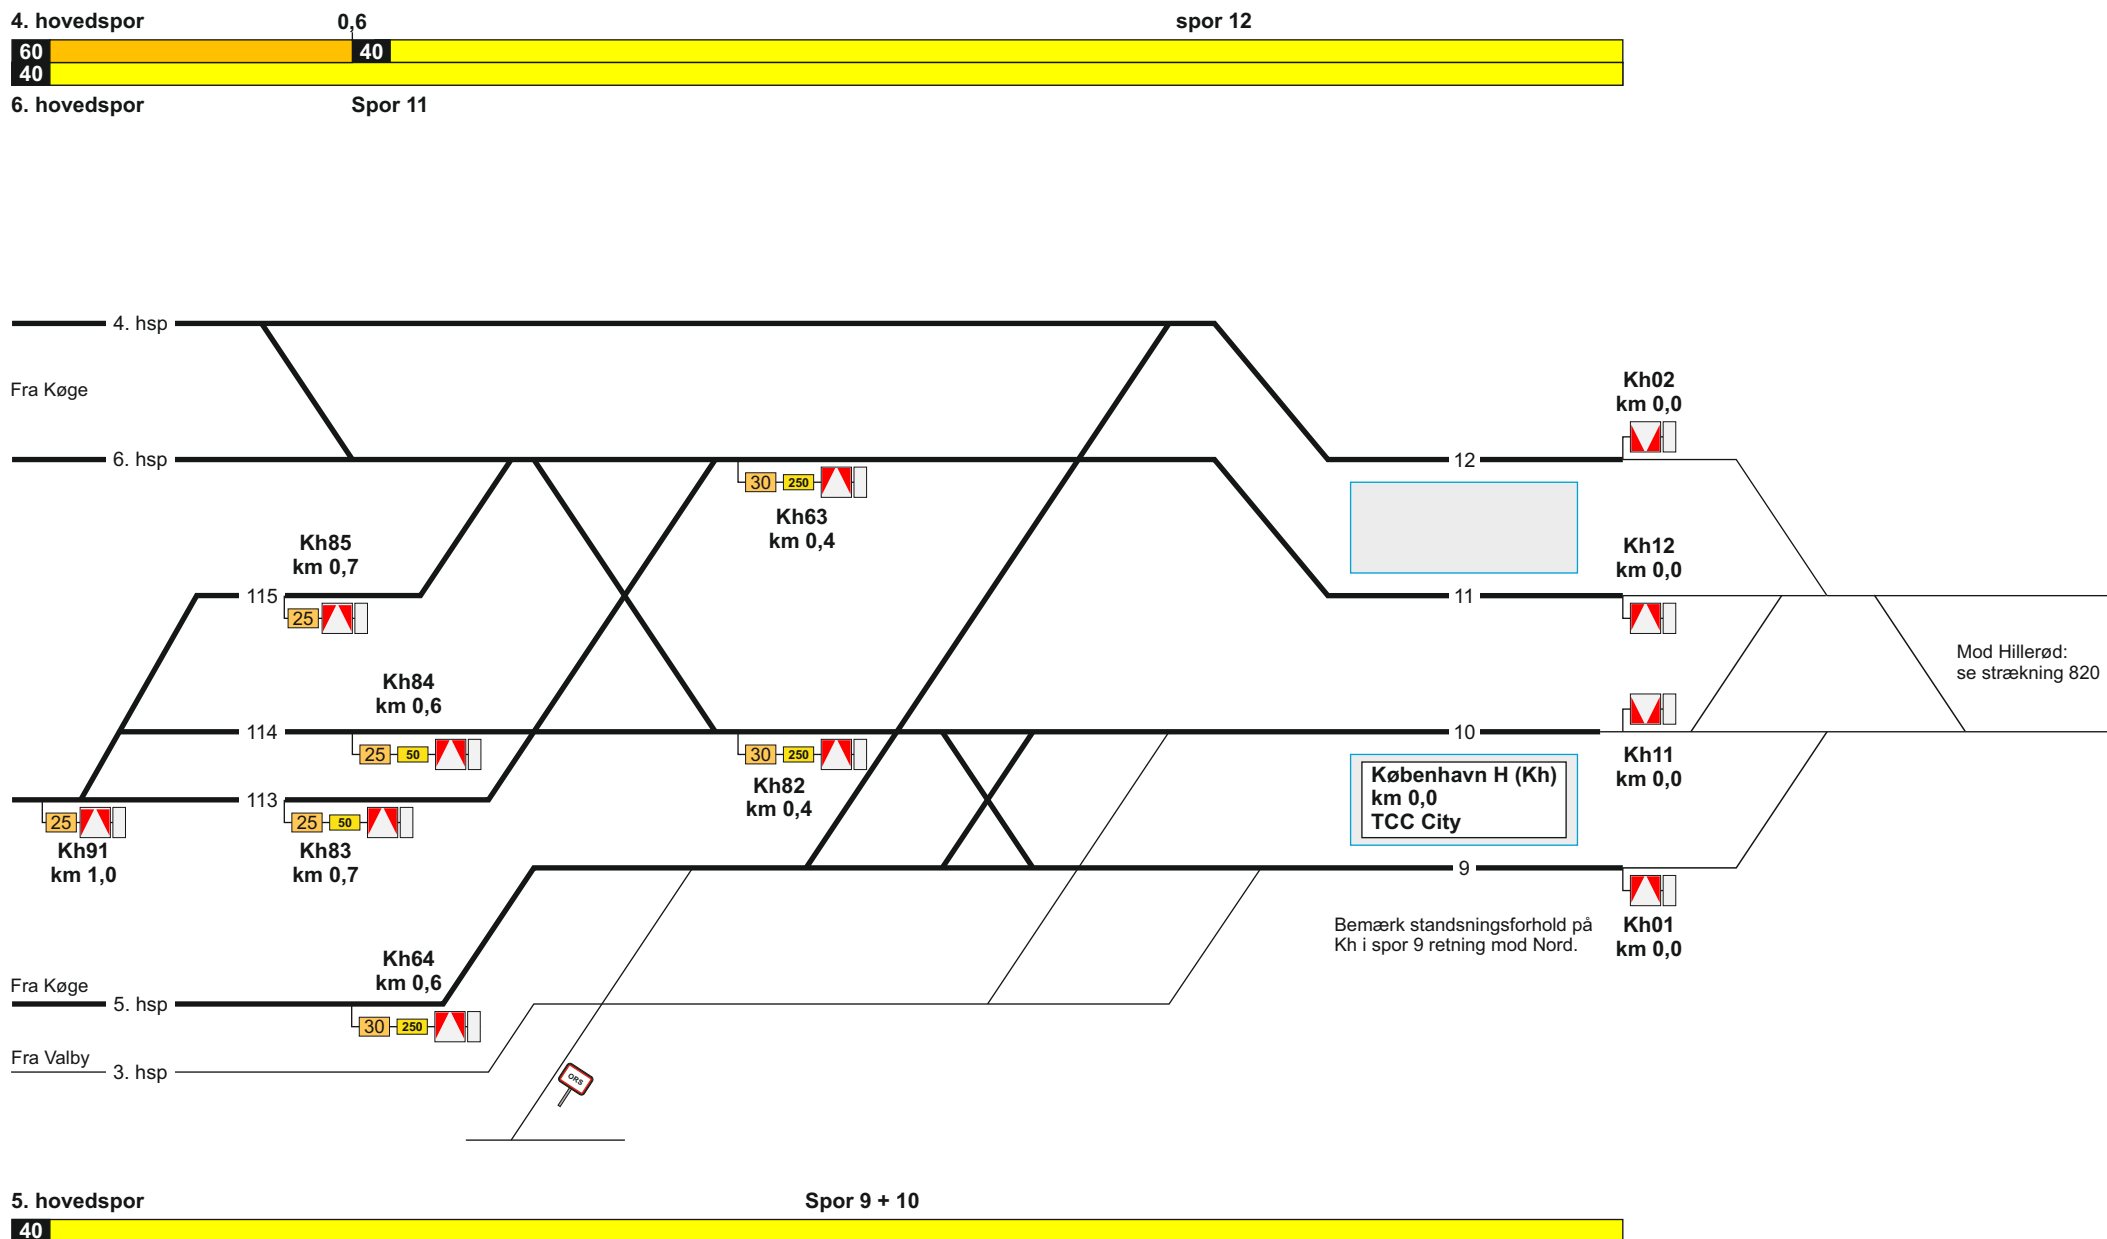 4. hovedspor
0,6
spor 12
60
40
40
6. hovedspor
Spor 11
4. hsp
Fra Køge
Kh02
km 0,0
6. hsp
12
30
250
Kh63
km 0,4
Kh85
km 0,7
Kh12
km 0,0
115
11
25
Mod Hillerød:
se strækning 820
Kh84
km 0,6
114
10
25
50
30
250
Kh11
km 0,0
København H (Kh)
km 0,0
TCC City
Kh82
km 0,4
113
25
25
50
Kh91
km 1,0
Kh83
km 0,7
9
Bemærk standsningsforhold på
Kh i spor 9 retning mod Nord.
Kh01
km 0,0
Kh64
km 0,6
Fra Køge
5. hsp
30
250
Fra Valby
3. hsp
ORS
5. hovedspor
Spor 9 + 10
40